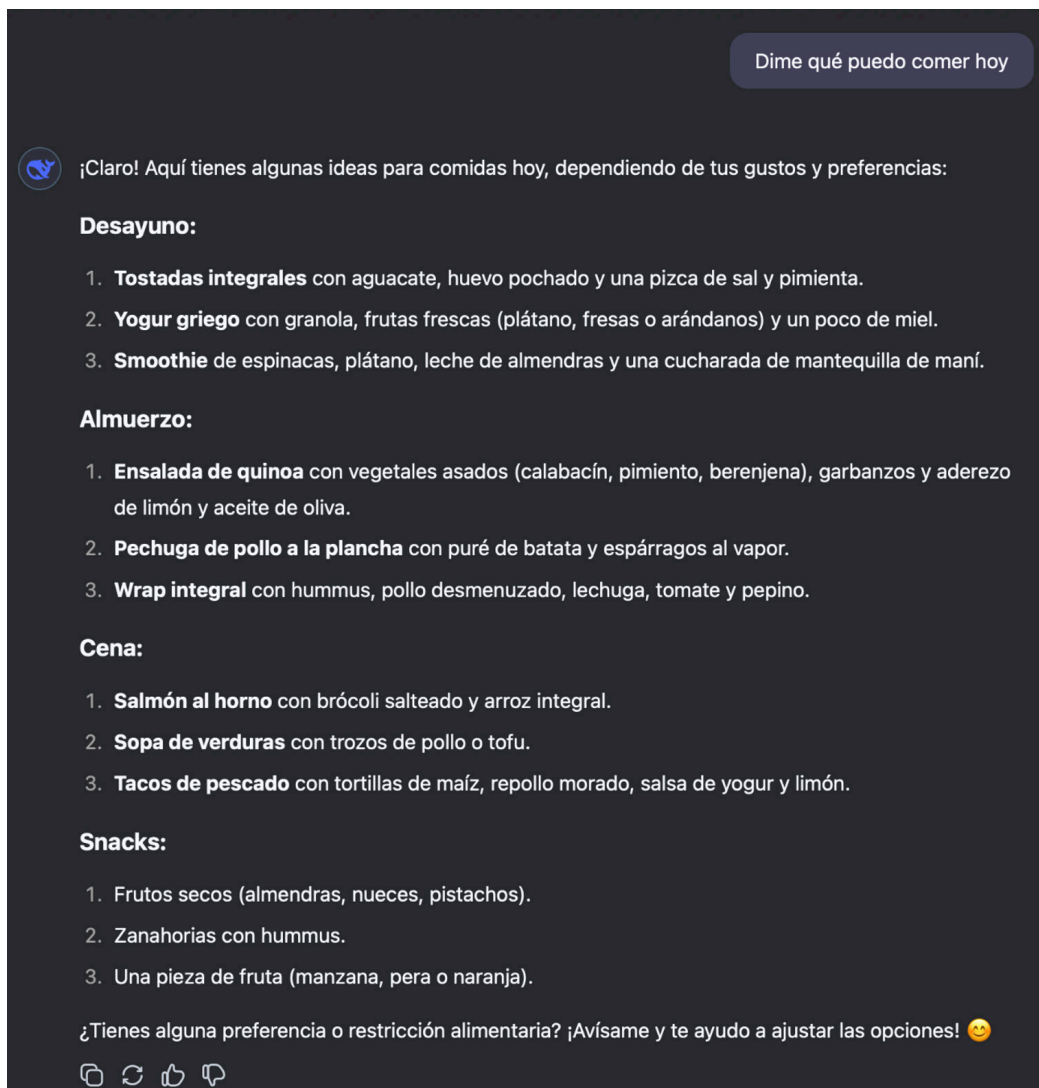 Dime qué puedo comer hoy
¡Claro! Aquí tienes algunas ideas para comidas hoy, dependiendo de tus gustos y preferencias:
Desayuno:
1. Tostadas integrales con aguacate, huevo pochado y una pizca de sal y pimienta.
2. Yogur griego con granola, frutas frescas (plátano, fresas o arándanos) y un poco de miel.
3. Smoothie de espinacas, plátano, leche de almendras y una cucharada de mantequilla de maní.
Almuerzo:
1. Ensalada de quinoa con vegetales asados (calabacín, pimiento, berenjena), garbanzos y aderezo
de limón y aceite de oliva.
2. Pechuga de pollo a la plancha con puré de batata y espárragos al vapor.
3. Wrap integral con hummus, pollo desmenuzado, lechuga, tomate y pepino.
Cena:
1. Salmón al horno con brócoli salteado y arroz integral.
2. Sopa de verduras con trozos de pollo o tofu.
3. Tacos de pescado con tortillas de maíz, repollo morado, salsa de yogur y limón.
Snacks:
1. Frutos secos (almendras, nueces, pistachos).
2. Zanahorias con hummus.
3. Una pieza de fruta (manzana, pera o naranja).
¿Tienes alguna preferencia o restricción alimentaria? ¡Avísame y te ayudo a ajustar las opciones! 😊